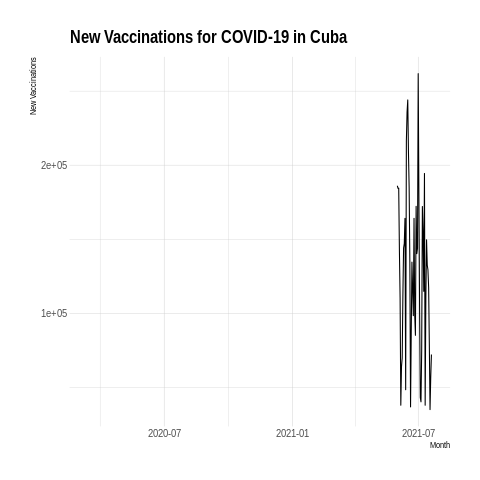 New Vaccinations for COVID-19 in Cuba
New Vaccinations
2e+05
1e+05
2020-07 2021-01 2021-07
Month